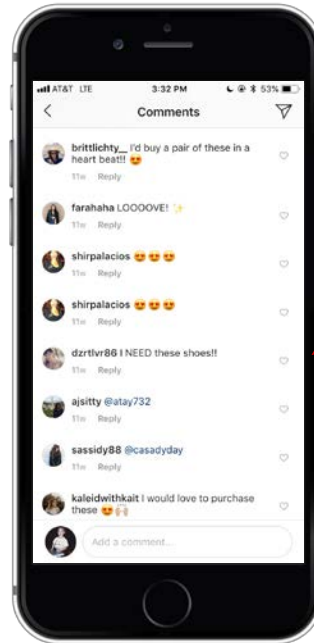 AT&T LTE 3:32 PM 53%
Comments
brittlichty__ I'd buy a pair of these in a
heart beat!! 😍
11w Reply
farahaha LOOOOVE! ✨
11w Reply
shirpalacios 😍😍😍
11w Reply
shirpalacios 😍😍😍
11w Reply
dzrtlvr86 I NEED these shoes!!
11w Reply
ajsitty @atay732
11w Reply
sassidy88 @casadyday
11w Reply
kaleidwithkait I would love to purchase
these 😍🙌🏼
Add a comment...